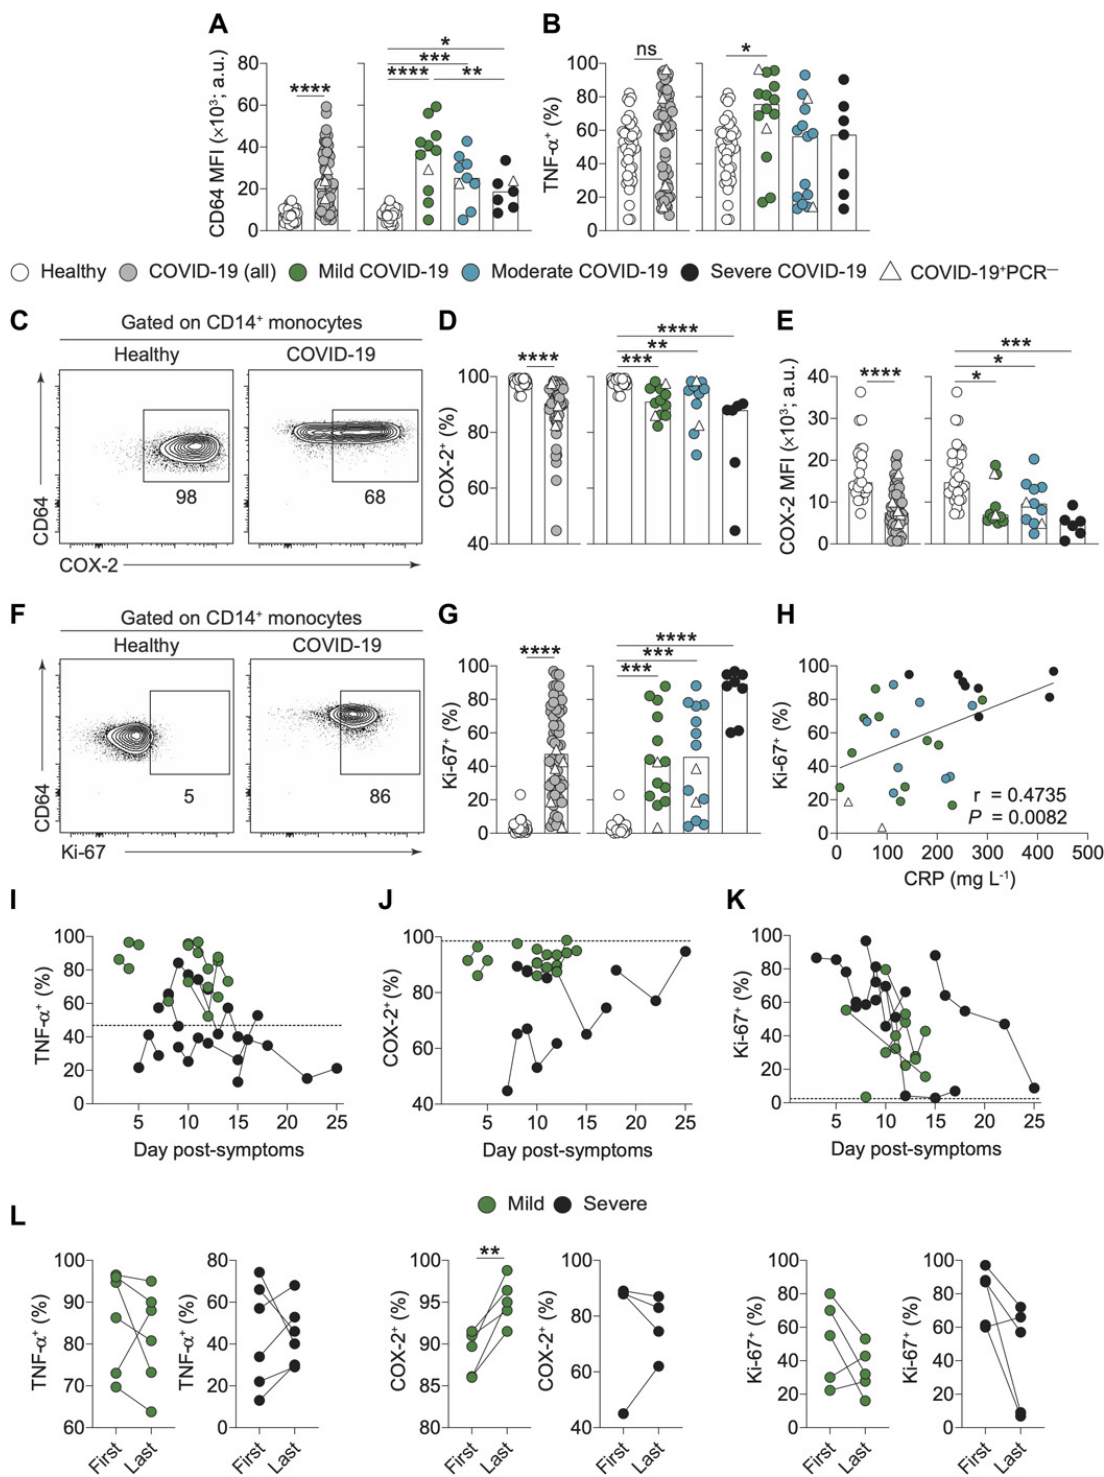 A
CD64 MFI (×10³; a.u.)
80
60
40
20
0
****
*
***
****
**
B
TNF-α⁺ (%)
100
80
60
40
20
0
ns
*
Healthy
COVID-19 (all)
Mild COVID-19
Moderate COVID-19
Severe COVID-19
COVID-19⁺PCR⁻
C
Gated on CD14⁺ monocytes
Healthy
COVID-19
98
68
CD64
COX-2
D
COX-2⁺ (%)
100
80
60
40
****
****
**
***
E
COX-2 MFI (×10³; a.u.)
40
30
20
10
0
****
***
*
*
F
Gated on CD14⁺ monocytes
Healthy
COVID-19
5
86
CD64
Ki-67
G
Ki-67⁺ (%)
100
80
60
40
20
0
****
****
***
***
H
Ki-67⁺ (%)
100
80
60
40
20
0
r = 0.4735
P = 0.0082
0 100 200 300 400 500
CRP (mg L⁻¹)
I
TNF-α⁺ (%)
100
80
60
40
20
0
5 10 15 20 25
Day post-symptoms
J
COX-2⁺ (%)
100
80
60
40
5 10 15 20 25
Day post-symptoms
K
Ki-67⁺ (%)
100
80
60
40
20
0
5 10 15 20 25
Day post-symptoms
Mild Severe
L
TNF-α⁺ (%)
100
90
80
70
60
First Last
TNF-α⁺ (%)
80
60
40
20
0
First Last
COX-2⁺ (%)
100
95
90
85
80
**
First Last
COX-2⁺ (%)
100
80
60
40
First Last
Ki-67⁺ (%)
100
80
60
40
20
0
First Last
Ki-67⁺ (%)
100
80
60
40
20
0
First Last